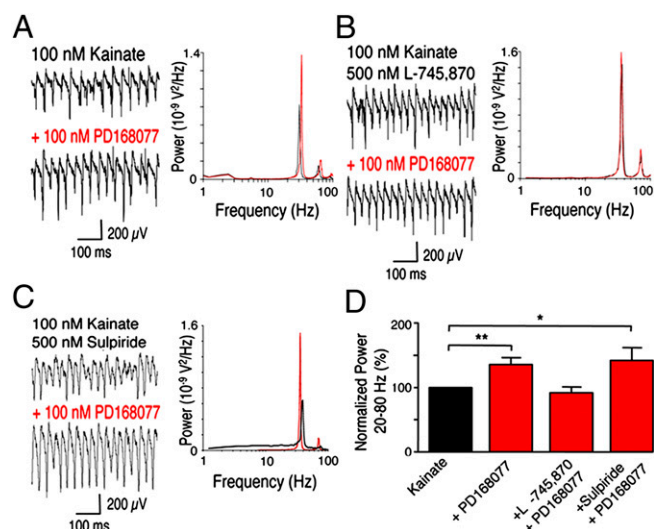 A
100 nM Kainate
+ 100 nM PD168077
200 µV
100 ms
Power (10⁻⁹ V²/Hz)
1.4
0
1
10
100
Frequency (Hz)
B
100 nM Kainate
500 nM L-745,870
+ 100 nM PD168077
200 µV
100 ms
Power (10⁻⁹ V²/Hz)
1.6
0
1
10
100
Frequency (Hz)
C
100 nM Kainate
500 nM Sulpiride
+ 100 nM PD168077
200 µV
100 ms
Power (10⁻⁹ V²/Hz)
1.6
0
1
10
100
Frequency (Hz)
D
Normalized Power
20-80 Hz (%)
200
150
100
50
0
**
*
Kainate
+ PD168077
+L -745,870
+ PD168077
+Sulpiride
+ PD168077